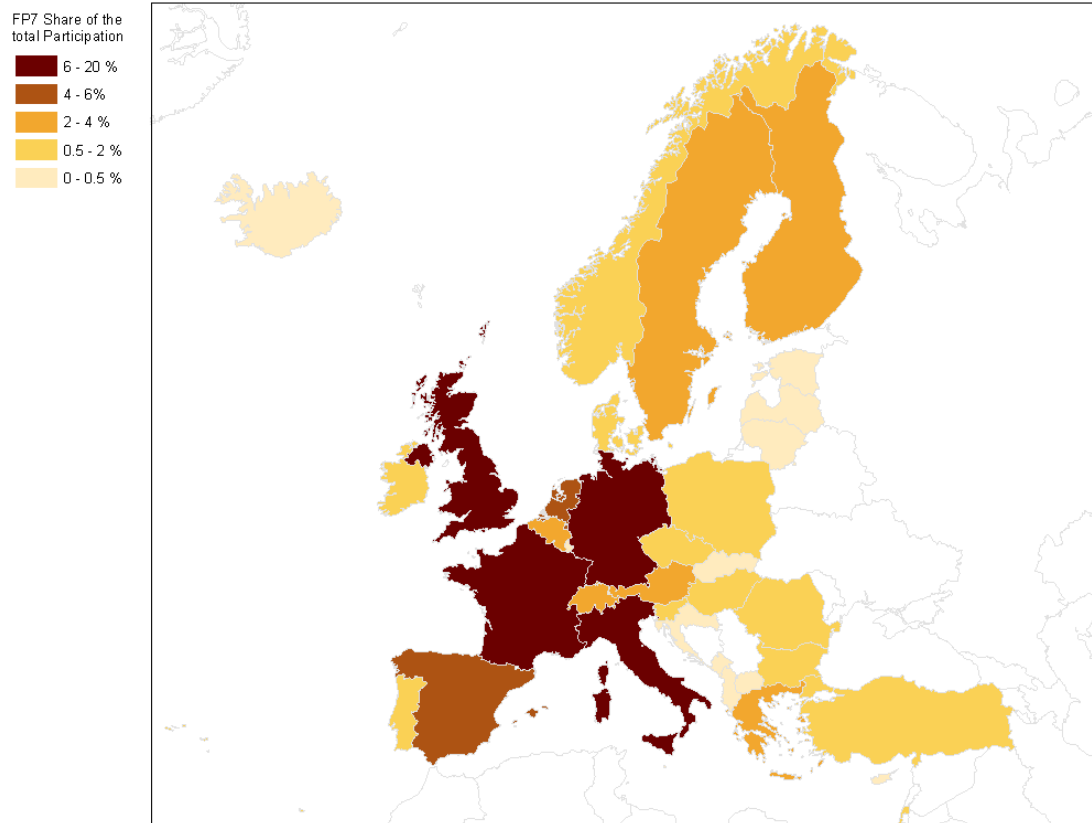 FP7 Share of the
total Participation
6 - 20 %
4 - 6%
2 - 4 %
0.5 - 2 %
0 - 0.5 %